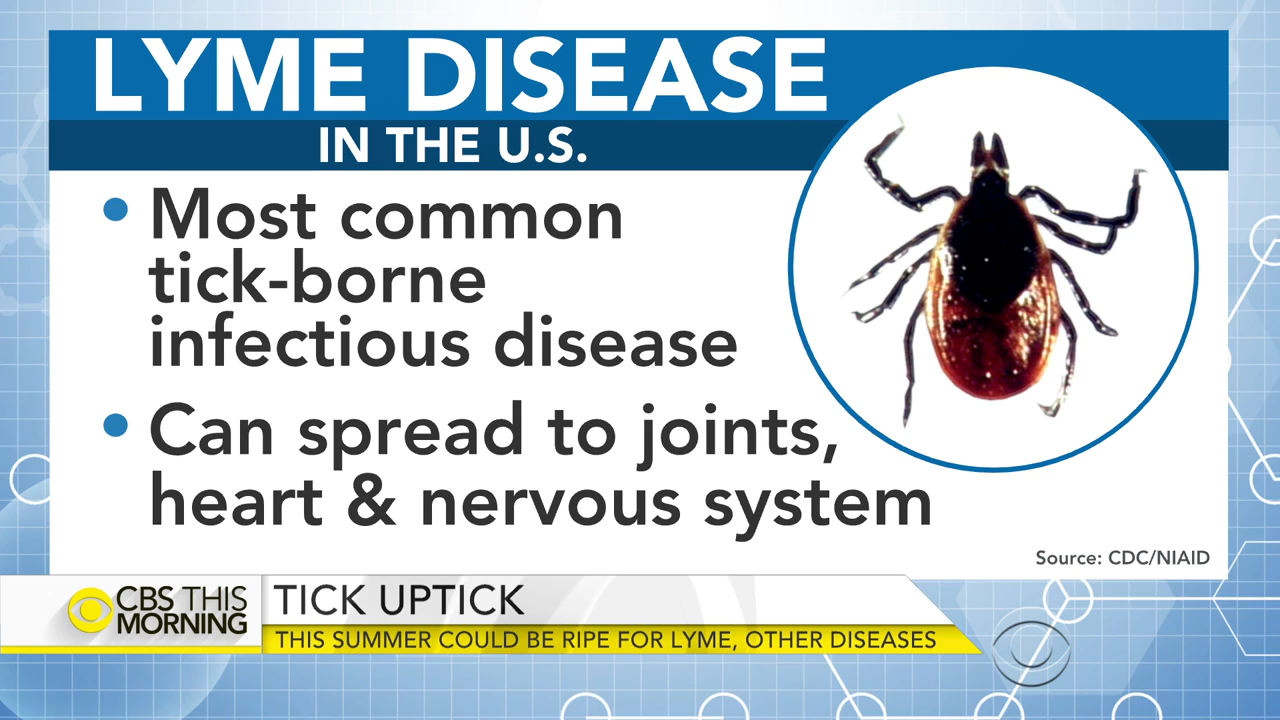 LYME DISEASE
IN THE U.S.
• Most common
tick-borne
infectious disease
• Can spread to joints,
heart & nervous system
Source: CDC/NIAID
CBS THIS
MORNING
TICK UPTICK
THIS SUMMER COULD BE RIPE FOR LYME, OTHER DISEASES